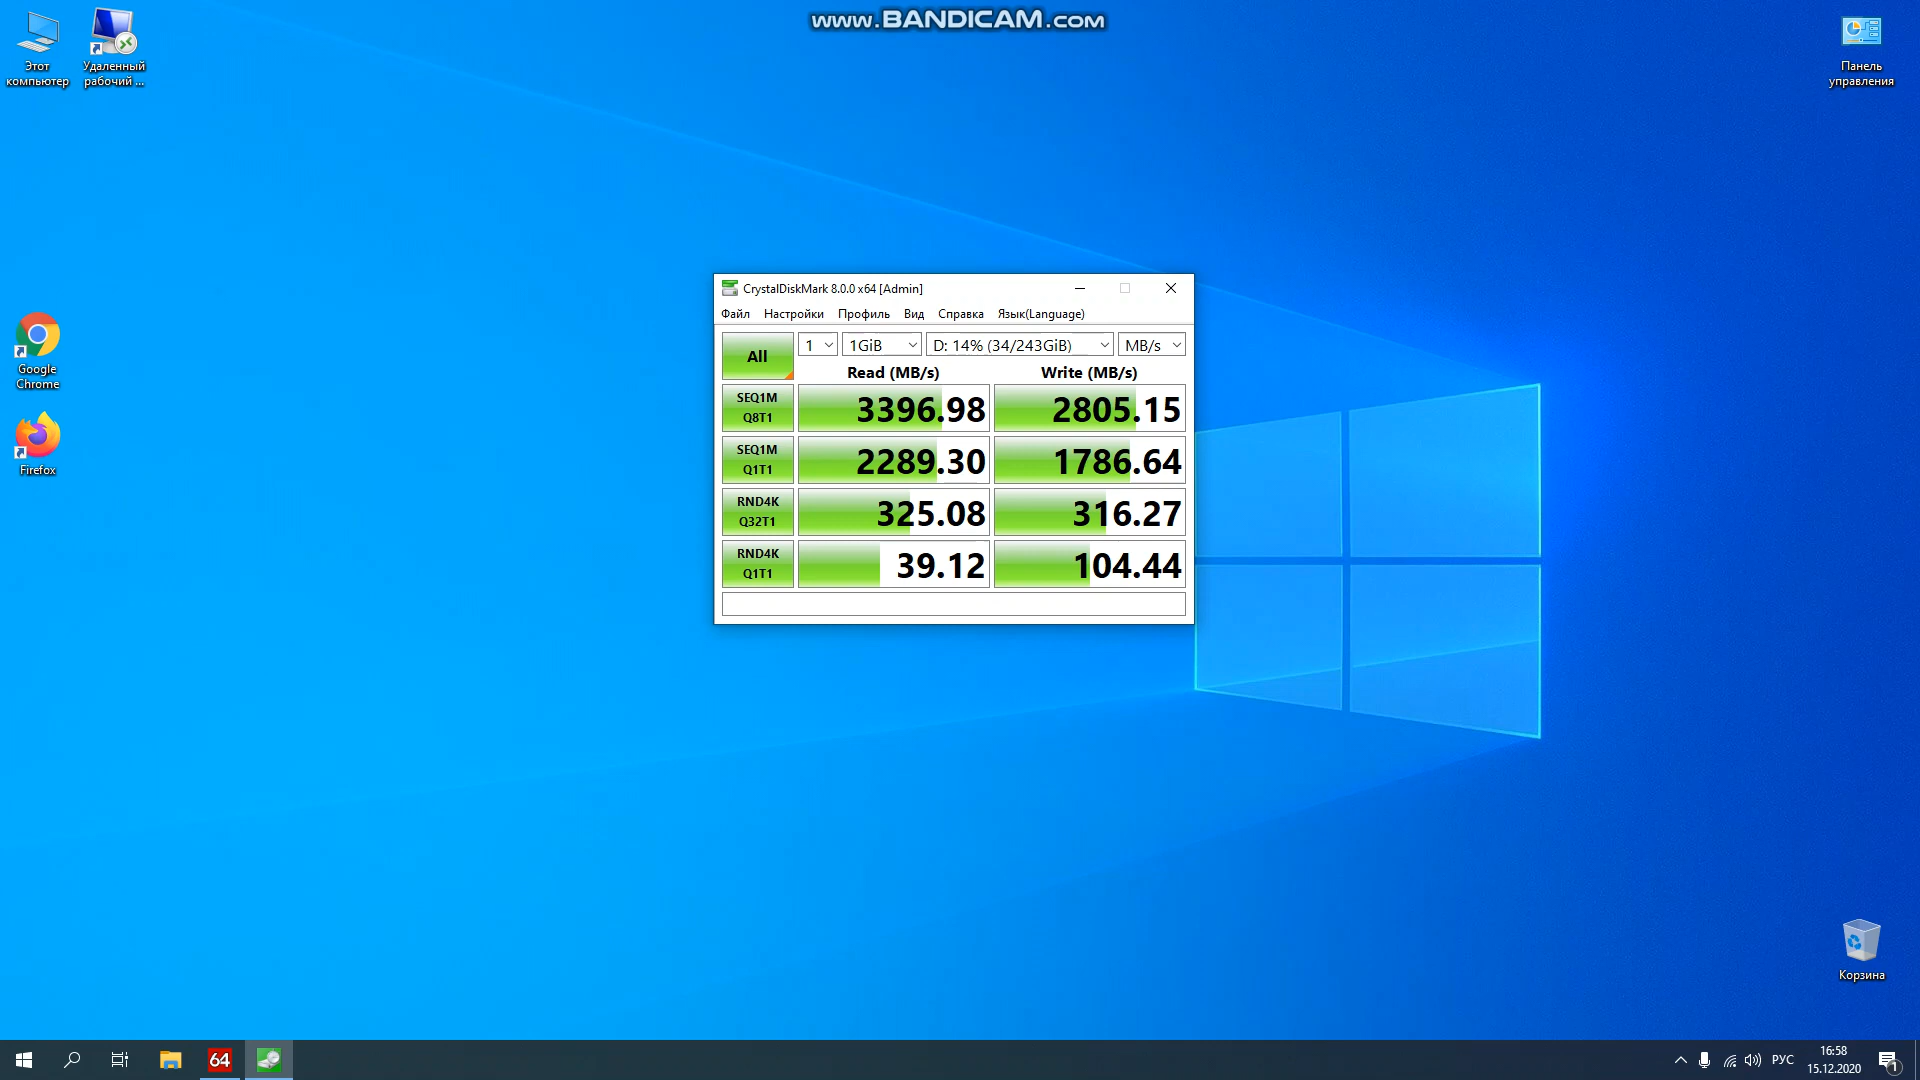 www.BANDICAM.com
Этот
компьютер
Удаленный
рабочий ...
Панель
управления
Google
Chrome
Firefox
CrystalDiskMark 8.0.0 x64 [Admin]
Файл Настройки Профиль Вид Справка Язык(Language)
All 1 1GiB D: 14% (34/243GiB) MB/s
Read (MB/s) Write (MB/s)
SEQ1M
Q8T1 3396.98 2805.15
SEQ1M
Q1T1 2289.30 1786.64
RND4K
Q32T1 325.08 316.27
RND4K
Q1T1 39.12 104.44
Корзина
64
РУС
16:58
15.12.2020
1